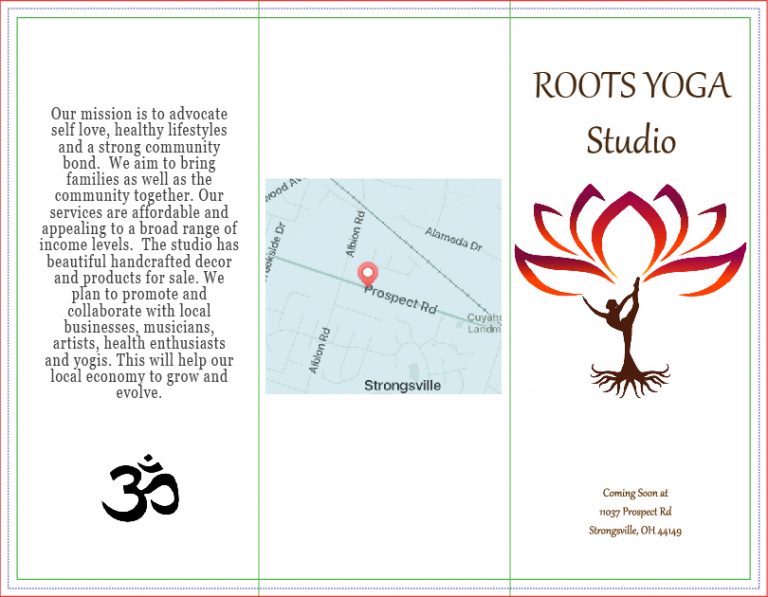 Our mission is to advocate
self love, healthy lifestyles
and a strong community
bond.  We aim to bring
families as well as the
community together. Our
services are affordable and
appealing to a broad range of
income levels.  The studio has
beautiful handcrafted decor
and products for sale. We
plan to promote and
collaborate with local
businesses, musicians,
artists, health enthusiasts
and yogis. This will help our
local economy to grow and
evolve.
ॐ
Albion Rd
Alameda Dr
Prospect Rd
Albion Rd
Strongsville
ROOTS YOGA
Studio
Coming Soon at
11037 Prospect Rd
Strongsville, OH 44149